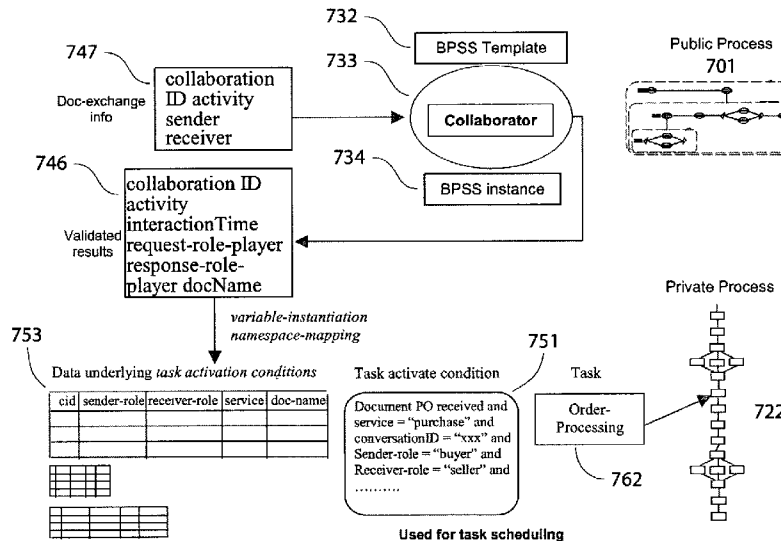 732
BPSS Template
747
733
Public Process
701
collaboration
ID activity
sender
receiver
Doc-exchange
info
Collaborator
746
734
BPSS instance
collaboration ID
activity
interactionTime
request-role-player
response-role-
player docName
Validated
results
variable-instantiation
namespace-mapping
Private Process
753
751
Data underlying task activation conditions
Task activate condition
Task
cid sender-role receiver-role service doc-name
Document PO received and
service = “purchase” and
conversationID = “xxx” and
Sender-role = “buyer” and
Receiver-role = “seller” and
..........
Order-
Processing
722
762
Used for task scheduling